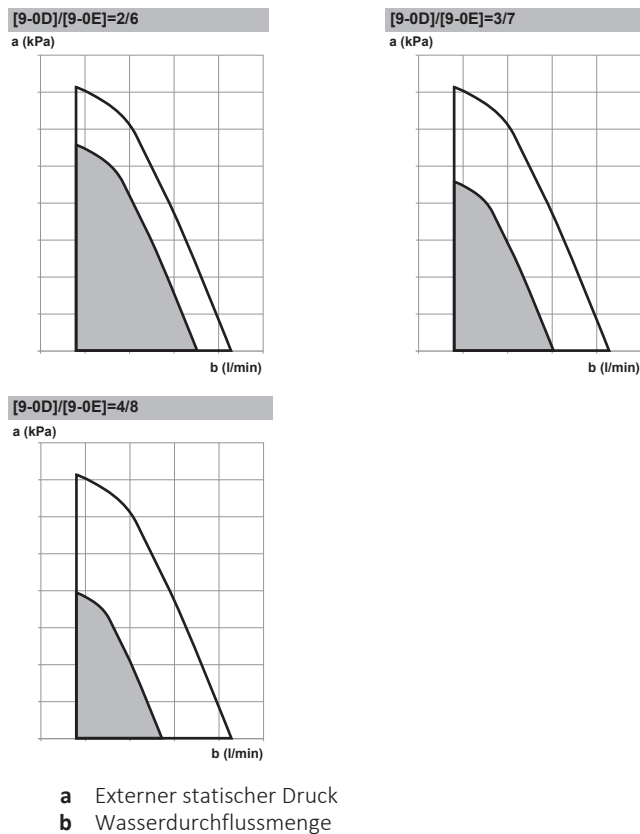 [9-0D]/[9-0E]=2/6
a (kPa)
b (l/min)
[9-0D]/[9-0E]=3/7
a (kPa)
b (l/min)
[9-0D]/[9-0E]=4/8
a (kPa)
b (l/min)
a Externer statischer Druck
b Wasserdurchflussmenge